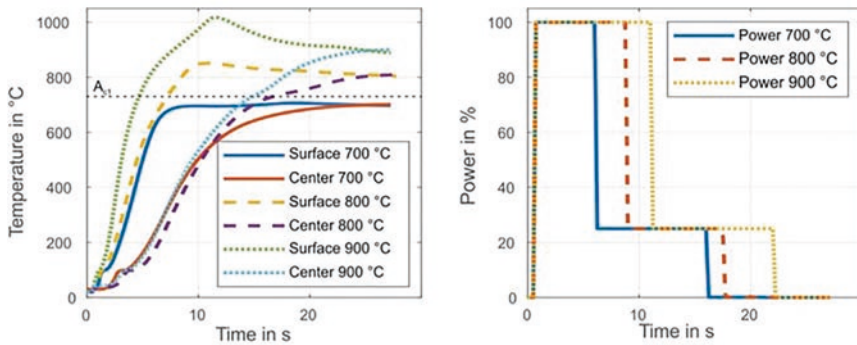 1000
800
600
400
200
0
Temperature in °C
A c1
Surface 700 °C
Center 700 °C
Surface 800 °C
Center 800 °C
Surface 900 °C
Center 900 °C
0
10
20
Time in s
100
80
60
40
20
0
Power in %
Power 700 °C
Power 800 °C
Power 900 °C
0
10
20
Time in s